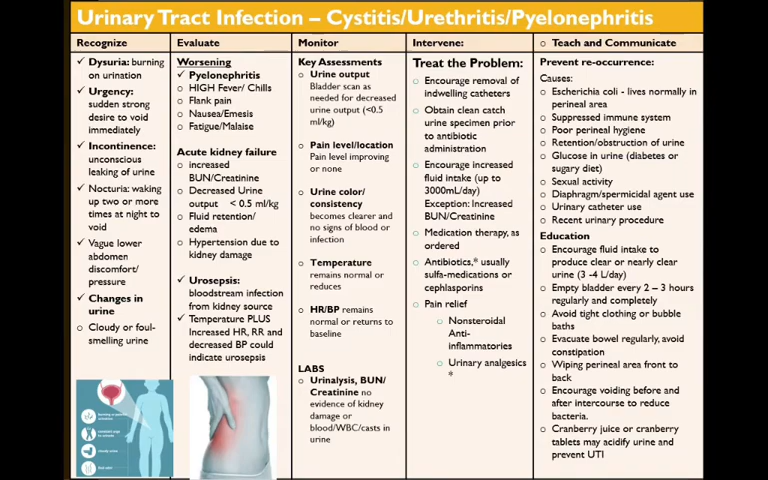 Urinary Tract Infection – Cystitis/Urethritis/Pyelonephritis
Recognize
Evaluate
Monitor
Intervene:
○ Teach and Communicate
✓ Dysuria: burning
on urination
✓ Urgency:
sudden strong
desire to void
immediately
✓ Incontinence:
unconscious
leaking of urine
✓ Nocturia: waking
up two or more
times at night to
void
✓ Vague lower
abdomen
discomfort/
pressure
✓ Changes in
urine
○ Cloudy or foul-
smelling urine
Worsening
✓ Pyelonephritis
○ HIGH Fever/ Chills
○ Flank pain
○ Nausea/Emesis
○ Fatigue/Malaise
Acute kidney failure
○ increased
BUN/Creatinine
○ Decreased Urine
output < 0.5 ml/kg
○ Fluid retention/
edema
○ Hypertension due to
kidney damage
✓ Urosepsis:
bloodstream infection
from kidney source
✓ Temperature PLUS
Increased HR, RR and
decreased BP could
indicate urosepsis
Key Assessments
○ Urine output
Bladder scan as
needed for decreased
urine output (<0.5
ml/kg)
○ Pain level/location
Pain level improving
or none
○ Urine color/
consistency
becomes clearer and
no signs of blood or
infection
○ Temperature
remains normal or
reduces
○ HR/BP remains
normal or returns to
baseline
LABS
○ Urinalysis, BUN/
Creatinine no
evidence of kidney
damage or
blood/WBC/casts in
urine
Treat the Problem:
○ Encourage removal of
indwelling catheters
○ Obtain clean catch
urine specimen prior
to antibiotic
administration
○ Encourage increased
fluid intake (up to
3000mL/day)
Exception: Increased
BUN/Creatinine
○ Medication therapy, as
ordered
○ Antibiotics,* usually
sulfa-medications or
cephlasporins
○ Pain relief
○ Nonsteroidal
Anti-
inflammatories
○ Urinary analgesics
*
Prevent re-occurrence:
Causes:
○ Escherichia coli - lives normally in
perineal area
○ Suppressed immune system
○ Poor perineal hygiene
○ Retention/obstruction of urine
○ Glucose in urine (diabetes or
sugary diet)
○ Sexual activity
○ Diaphragm/spermicidal agent use
○ Urinary catheter use
○ Recent urinary procedure
Education
○ Encourage fluid intake to
produce clear or nearly clear
urine (3 -4 L/day)
○ Empty bladder every 2 – 3 hours
regularly and completely
○ Avoid tight clothing or bubble
baths
○ Evacuate bowel regularly, avoid
constipation
○ Wiping perineal area front to
back
○ Encourage voiding before and
after intercourse to reduce
bacteria.
○ Cranberry juice or cranberry
tablets may acidify urine and
prevent UTI